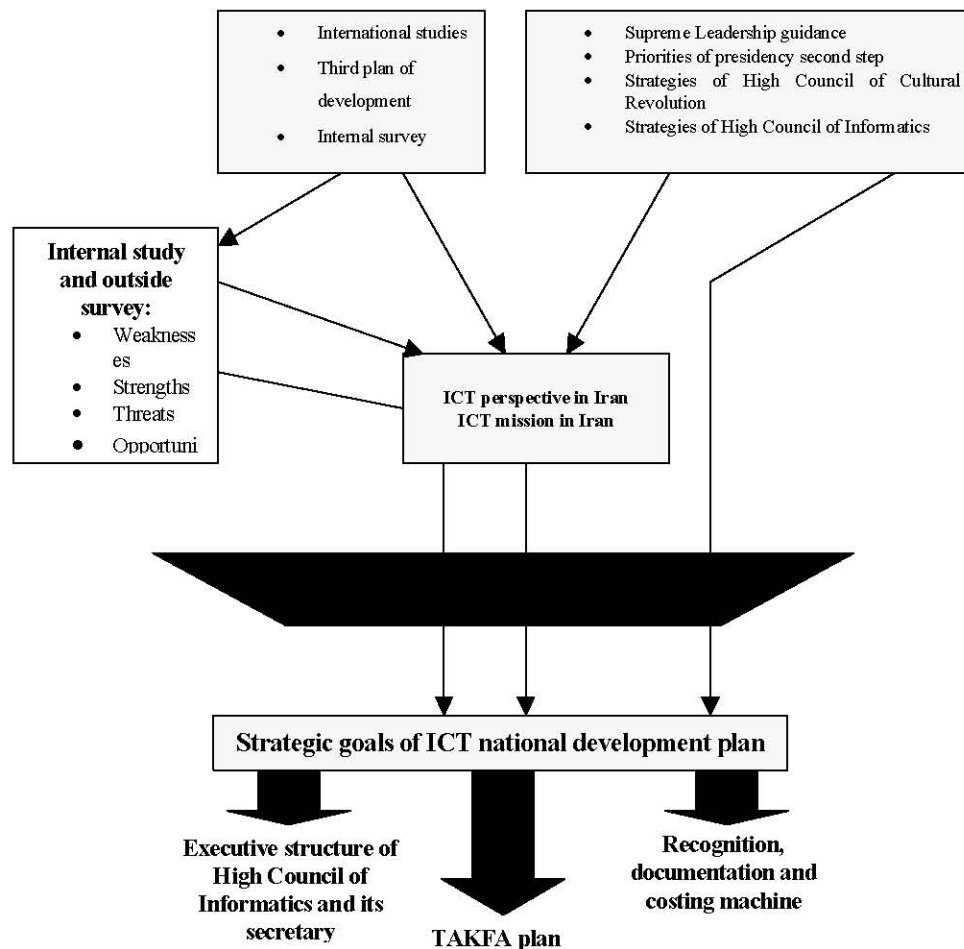 • International studies
• Third plan of
development
• Internal survey
• Supreme Leadership guidance
• Priorities of presidency second step
• Strategies of High Council of Cultural
Revolution
• Strategies of High Council of Informatics
Internal study
and outside
survey:
• Weakness
es
• Strengths
• Threats
• Opportuni
ICT perspective in Iran
ICT mission in Iran
Strategic goals of ICT national development plan
Executive structure of
High Council of
Informatics and its
secretary
TAKFA plan
Recognition,
documentation and
costing machine